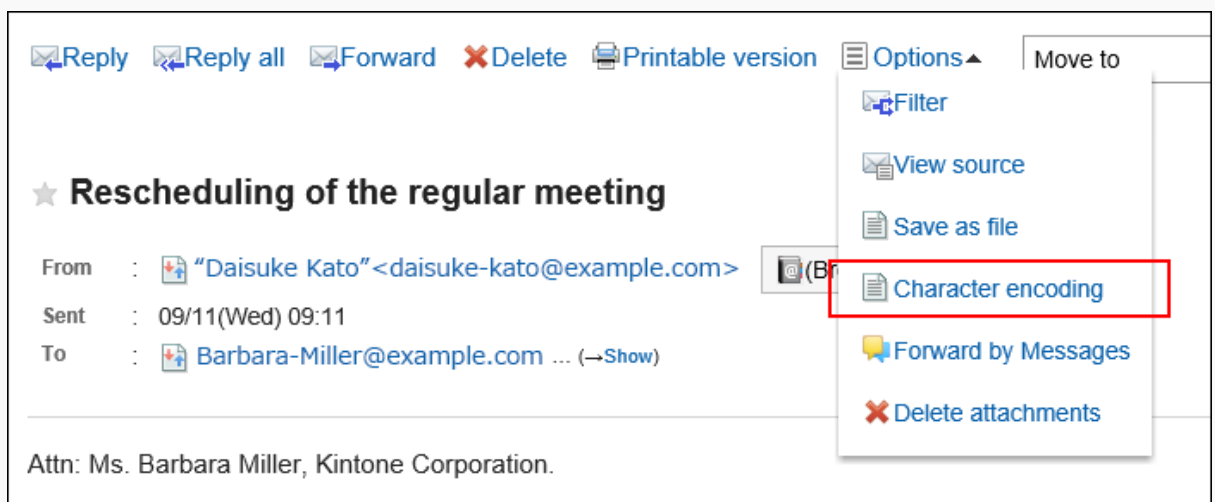 Reply Reply all Forward Delete Printable version Options▲ Move to
Filter
View source
Rescheduling of the regular meeting
Save as file
From : “Daisuke Kato”<daisuke-kato@example.com> (Br
Character encoding
Sent : 09/11(Wed) 09:11
To : Barbara-Miller@example.com ... (→Show)
Forward by Messages
Delete attachments
Attn: Ms. Barbara Miller, Kintone Corporation.